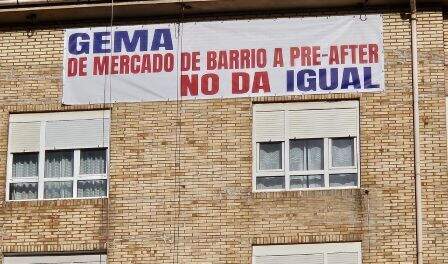 GEMA
DE MERCADO DE BARRIO A PRE-AFTER
NO DA IGUAL